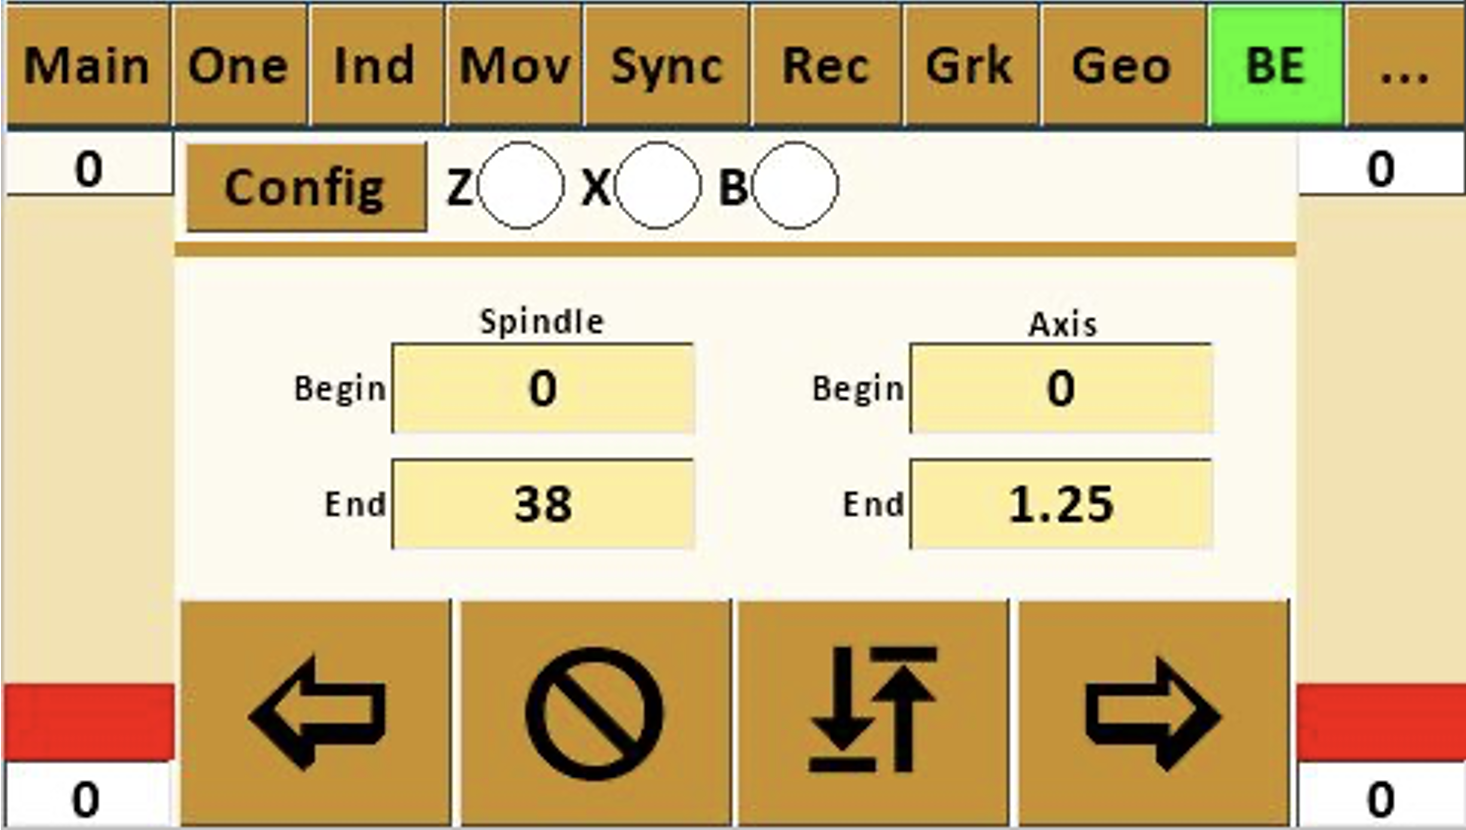 Main One Ind Mov Sync Rec Grk Geo BE ...
0 Config Z X B 0
Spindle Axis
Begin 0 Begin 0
End 38 End 1.25
0 0